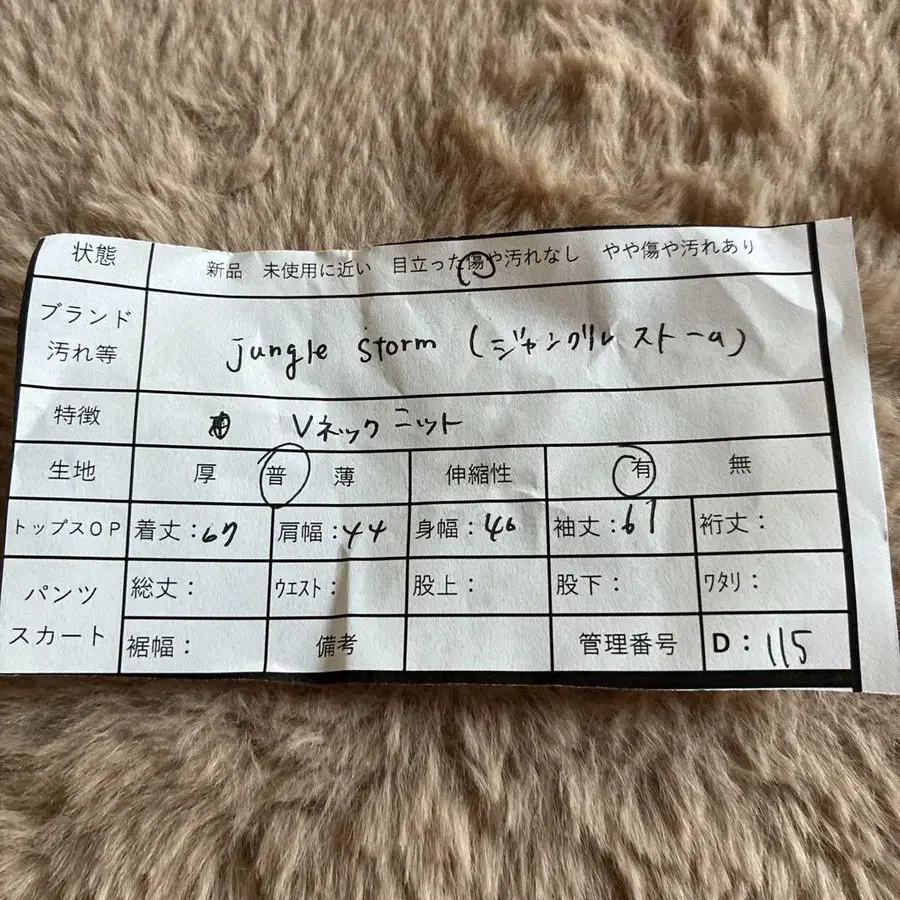 状態 新品 未使用に近い 目立った傷や汚れなし やや傷や汚れあり
ブランド
汚れ等 jungle storm (ジャングルストーム)
特徴 Vネックニット
生地 厚 普 薄 伸縮性 有 無
トップスOP 着丈:67 肩幅:44 身幅:46 袖丈:61 裄丈:
パンツ
スカート 総丈: ウエスト: 股上: 股下: ワタリ:
裾幅: 備考 管理番号 D:115